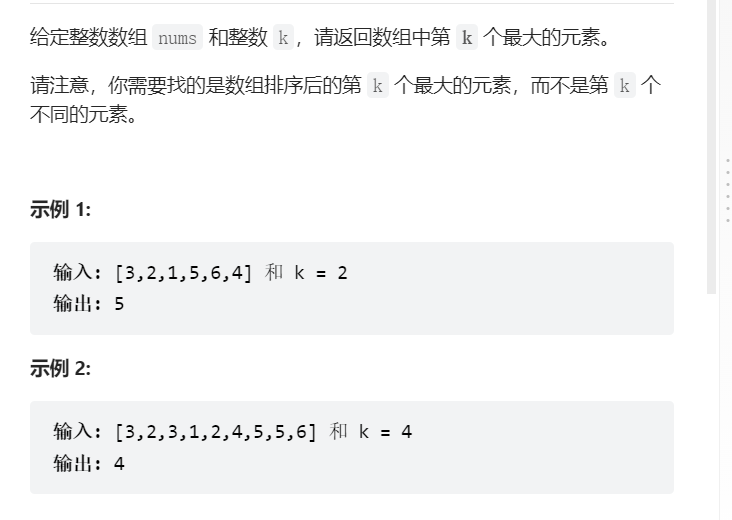 给定整数数组 nums 和整数 k，请返回数组中第 k 个最大的元素。
请注意，你需要找的是数组排序后的第 k 个最大的元素，而不是第 k 个
不同的元素。
示例 1:
输入: [3,2,1,5,6,4] 和 k = 2
输出: 5
示例 2:
输入: [3,2,3,1,2,4,5,5,6] 和 k = 4
输出: 4